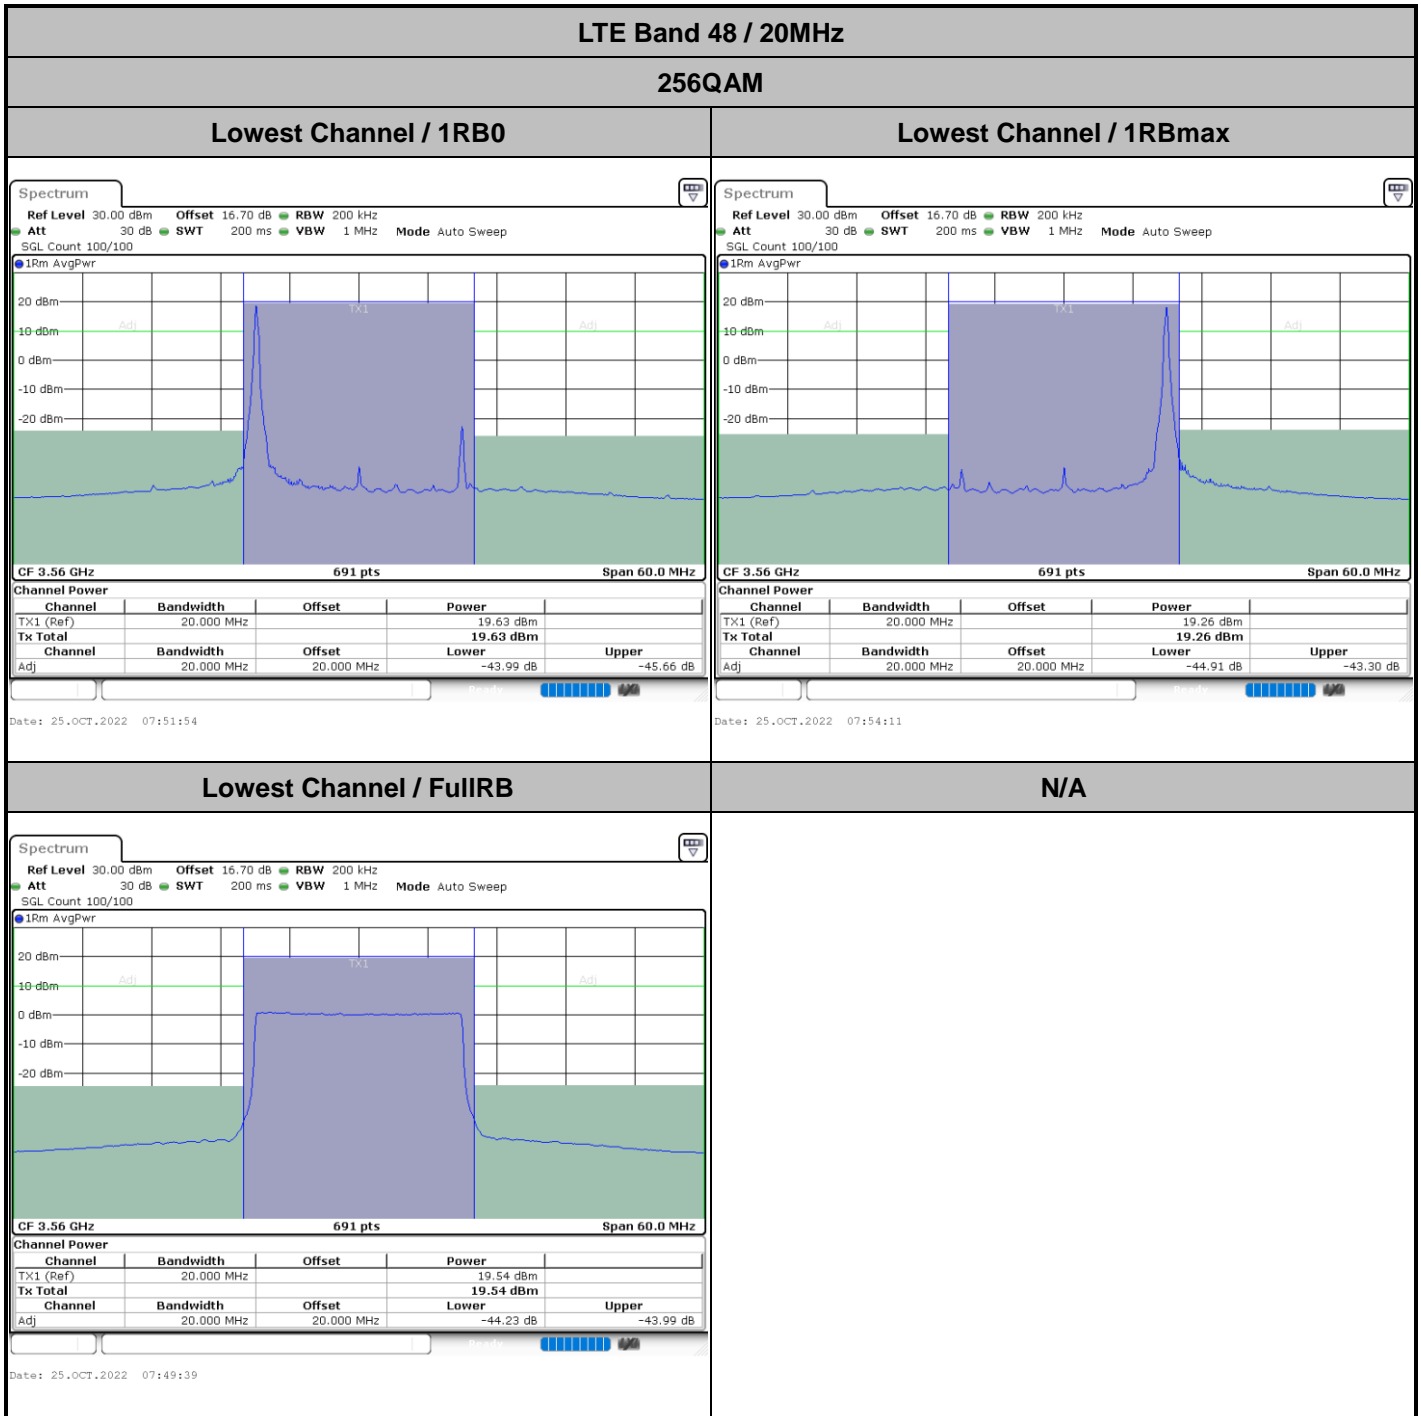 LTE Band 48 / 20MHz
256QAM
Lowest Channel / 1RB0
Lowest Channel / 1RBmax
Spectrum
Ref Level 30.00 dBm Offset 16.70 dB RBW 200 kHz
Att 30 dB SWT 200 ms VBW 1 MHz Mode Auto Sweep
SGL Count 100/100
1Rm AvgPwr
TX1
Adj
Adj
20 dBm
10 dBm
0 dBm
-10 dBm
-20 dBm
CF 3.56 GHz 691 pts Span 60.0 MHz
Channel Power
Channel Bandwidth Offset Power
TX1 (Ref) 20.000 MHz 19.63 dBm
Tx Total 19.63 dBm
Channel Bandwidth Offset Lower Upper
Adj 20.000 MHz 20.000 MHz -43.99 dB -45.66 dB
Ready
Date: 25.OCT.2022 07:51:54
Spectrum
Ref Level 30.00 dBm Offset 16.70 dB RBW 200 kHz
Att 30 dB SWT 200 ms VBW 1 MHz Mode Auto Sweep
SGL Count 100/100
1Rm AvgPwr
TX1
Adj
Adj
20 dBm
10 dBm
0 dBm
-10 dBm
-20 dBm
CF 3.56 GHz 691 pts Span 60.0 MHz
Channel Power
Channel Bandwidth Offset Power
TX1 (Ref) 20.000 MHz 19.26 dBm
Tx Total 19.26 dBm
Channel Bandwidth Offset Lower Upper
Adj 20.000 MHz 20.000 MHz -44.91 dB -43.30 dB
Ready
Date: 25.OCT.2022 07:54:11
Lowest Channel / FullRB
N/A
Spectrum
Ref Level 30.00 dBm Offset 16.70 dB RBW 200 kHz
Att 30 dB SWT 200 ms VBW 1 MHz Mode Auto Sweep
SGL Count 100/100
1Rm AvgPwr
TX1
Adj
Adj
20 dBm
10 dBm
0 dBm
-10 dBm
-20 dBm
CF 3.56 GHz 691 pts Span 60.0 MHz
Channel Power
Channel Bandwidth Offset Power
TX1 (Ref) 20.000 MHz 19.54 dBm
Tx Total 19.54 dBm
Channel Bandwidth Offset Lower Upper
Adj 20.000 MHz 20.000 MHz -44.23 dB -43.99 dB
Ready
Date: 25.OCT.2022 07:49:39